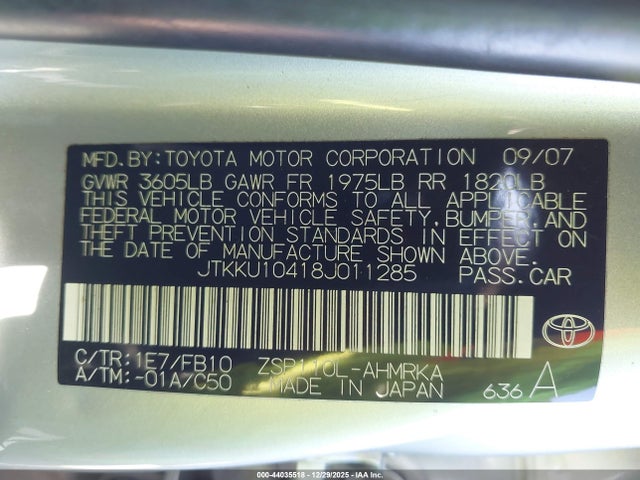 MFD.BY:TOYOTA MOTOR CORPORATION 09/07
GVWR 3605LB GAWR FR 1975LB RR 1820LB
THIS VEHICLE CONFORMS TO ALL APPLICABLE
FEDERAL MOTOR VEHICLE SAFETY, BUMPER, AND
THEFT PREVENTION STANDARDS IN EFFECT ON
THE DATE OF MANUFACTURE SHOWN ABOVE.
JTKKU10418J011285 PASS.CAR
C/TR:1E7/FB10 ZSP110L-AHMRKA
A/TM:-01A/C50 MADE IN JAPAN 636 A
000-44035518 - 12/29/2025 - IAA Inc.